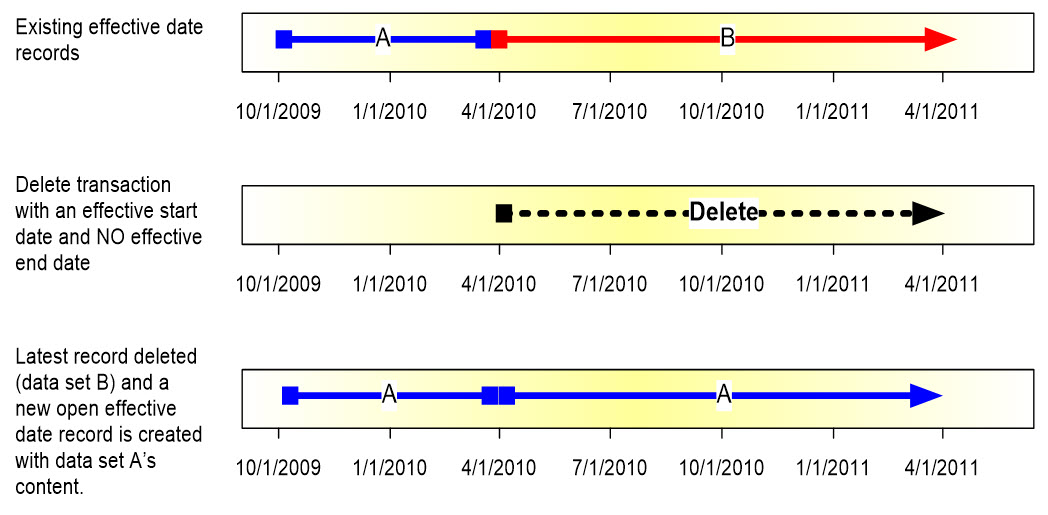 Existing effective date
records
A
B
10/1/2009 1/1/2010 4/1/2010 7/1/2010 10/1/2010 1/1/2011 4/1/2011
Delete transaction
with an effective start
date and NO effective
end date
Delete
10/1/2009 1/1/2010 4/1/2010 7/1/2010 10/1/2010 1/1/2011 4/1/2011
Latest record deleted
(data set B) and a
new open effective
date record is created
with data set A’s
content.
A
A
10/1/2009 1/1/2010 4/1/2010 7/1/2010 10/1/2010 1/1/2011 4/1/2011